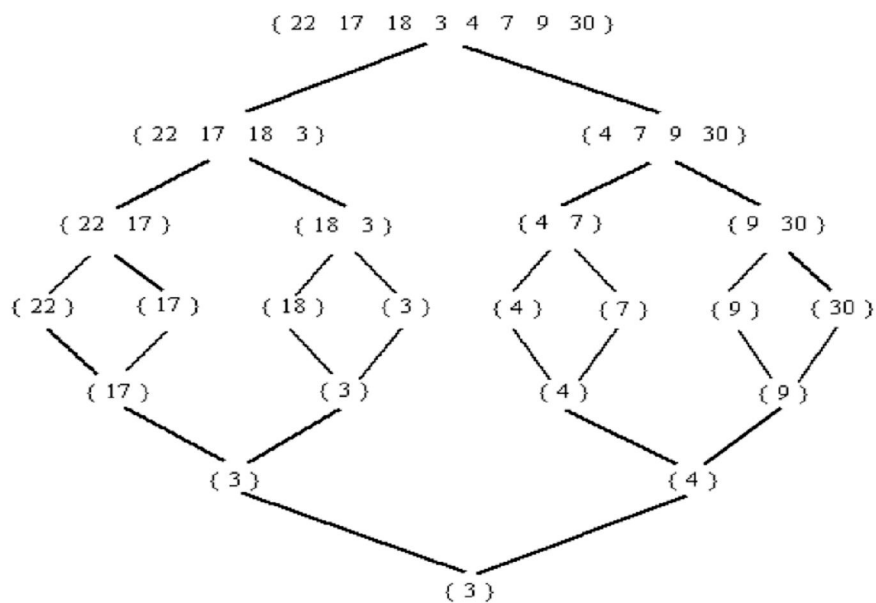 { 22 17 18 3 4 7 9 30 }
{ 22 17 18 3 } { 4 7 9 30 }
{ 22 17 } { 18 3 } { 4 7 } { 9 30 }
{ 22 } { 17 } { 18 } { 3 } { 4 } { 7 } { 9 } { 30 }
{ 17 } { 3 } { 4 } { 9 }
{ 3 } { 4 }
{ 3 }